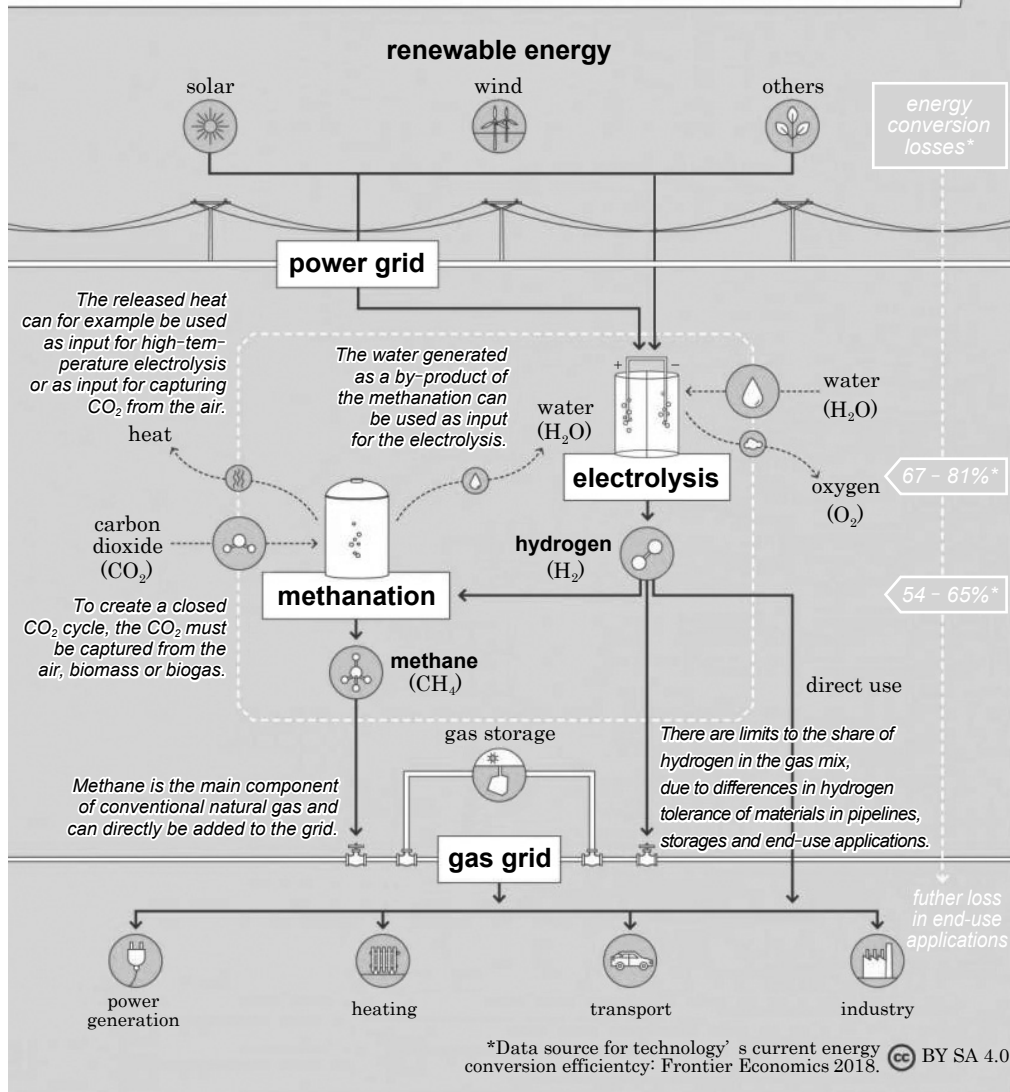 renewable energy
solar
wind
others
energy
conversion
losses*
power grid
The released heat
can for example be used
as input for high-tem-
perature electrolysis
or as input for capturing
CO₂ from the air.
heat
The water generated
as a by-product of
the methanation can
be used as input
for the electrolysis.
water
(H₂O)
+
−
water
(H₂O)
electrolysis
oxygen
(O₂)
67 - 81%*
carbon
dioxide
(CO₂)
hydrogen
(H₂)
methanation
54 - 65%*
To create a closed
CO₂ cycle, the CO₂ must
be captured from the
air, biomass or biogas.
methane
(CH₄)
direct use
gas storage
There are limits to the share of
hydrogen in the gas mix,
due to differences in hydrogen
tolerance of materials in pipelines,
storages and end-use applications.
Methane is the main component
of conventional natural gas and
can directly be added to the grid.
gas grid
futher loss
in end-use
applications
power
generation
heating
transport
industry
*Data source for technology' s current energy
conversion efficientcy: Frontier Economics 2018.
cc BY SA 4.0